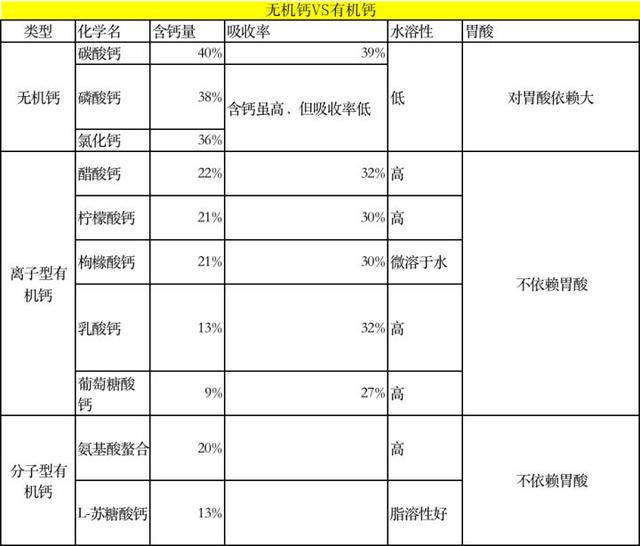 无机钙VS有机钙
类型 化学名 含钙量 吸收率 水溶性 胃酸
无机钙 碳酸钙 40% 39% 低 对胃酸依赖大
磷酸钙 38% 含钙虽高，但吸收率低
氯化钙 36%
离子型有机钙 醋酸钙 22% 32% 高 不依赖胃酸
柠檬酸钙 21% 30% 高
枸橼酸钙 21% 30% 微溶于水
乳酸钙 13% 32% 高
葡萄糖酸钙 9% 27% 高
分子型有机钙 氨基酸螯合 20% 高 不依赖胃酸
L-苏糖酸钙 13% 脂溶性好